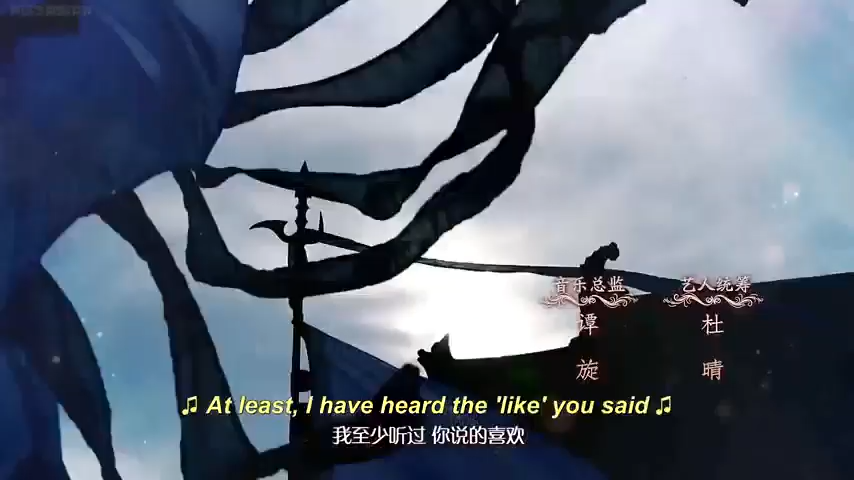 音乐总监
谭
旋
艺人统筹
杜
晴
♫ At least, I have heard the 'like' you said ♫
我至少听过 你说的喜欢